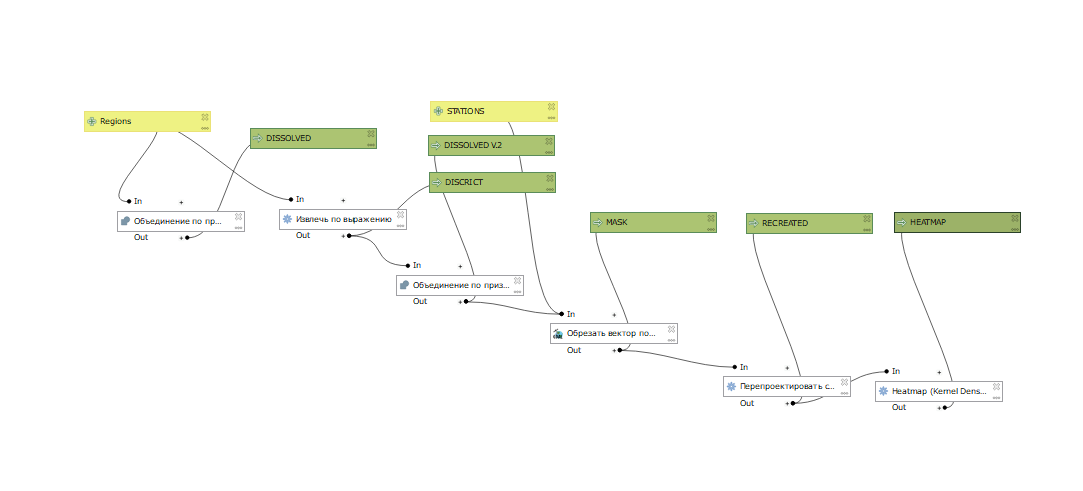 Regions
STATIONS
DISSOLVED
DISSOLVED V.2
DISCRICT
In
Объединение по пр...
Out
In
Извлечь по выражению
Out
MASK
RECREATED
HEATMAP
In
Объединение по приз...
Out
In
Обрезать вектор по...
Out
In
Перепроектировать с...
Out
In
Heatmap (Kernel Dens...
Out